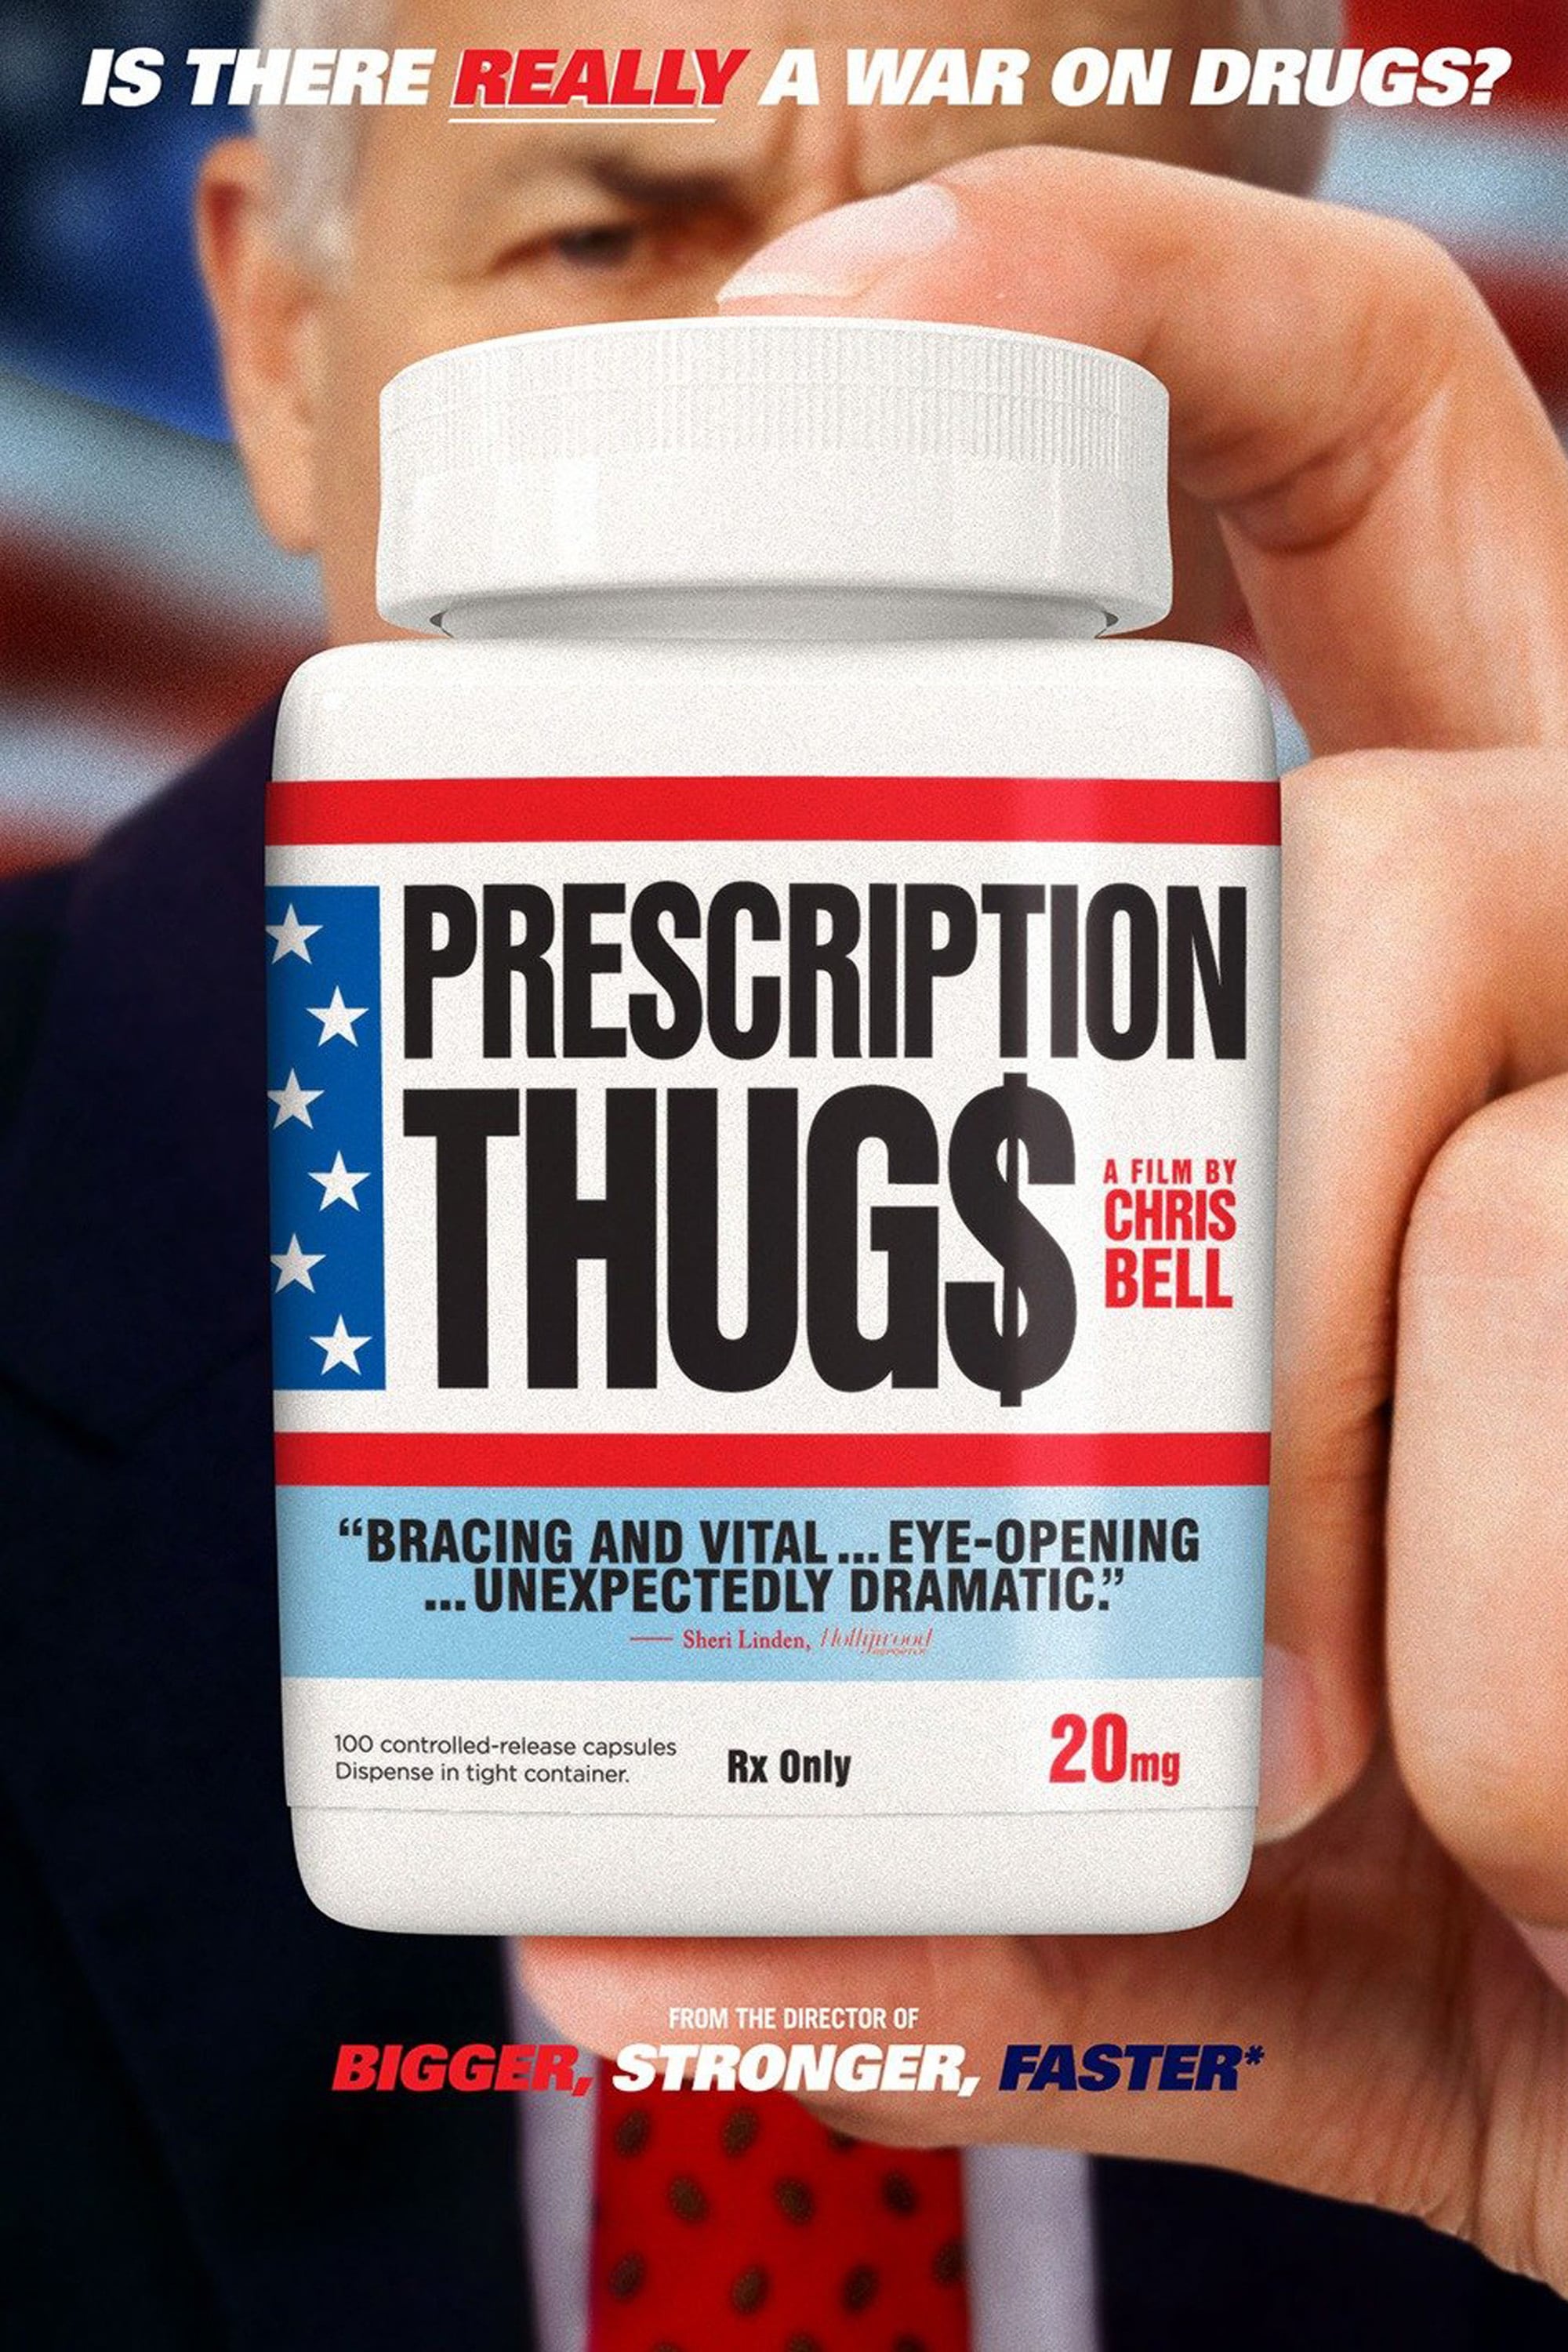 IS THERE REALLY A WAR ON DRUGS?
PRESCRIPTION
THUG$
A FILM BY
CHRIS
BELL
“BRACING AND VITAL ... EYE-OPENING
...UNEXPECTEDLY DRAMATIC.”
— Sheri Linden, Hollywood
REPORTER
100 controlled-release capsules
Dispense in tight container.
Rx Only
20mg
FROM THE DIRECTOR OF
BIGGER, STRONGER, FASTER*